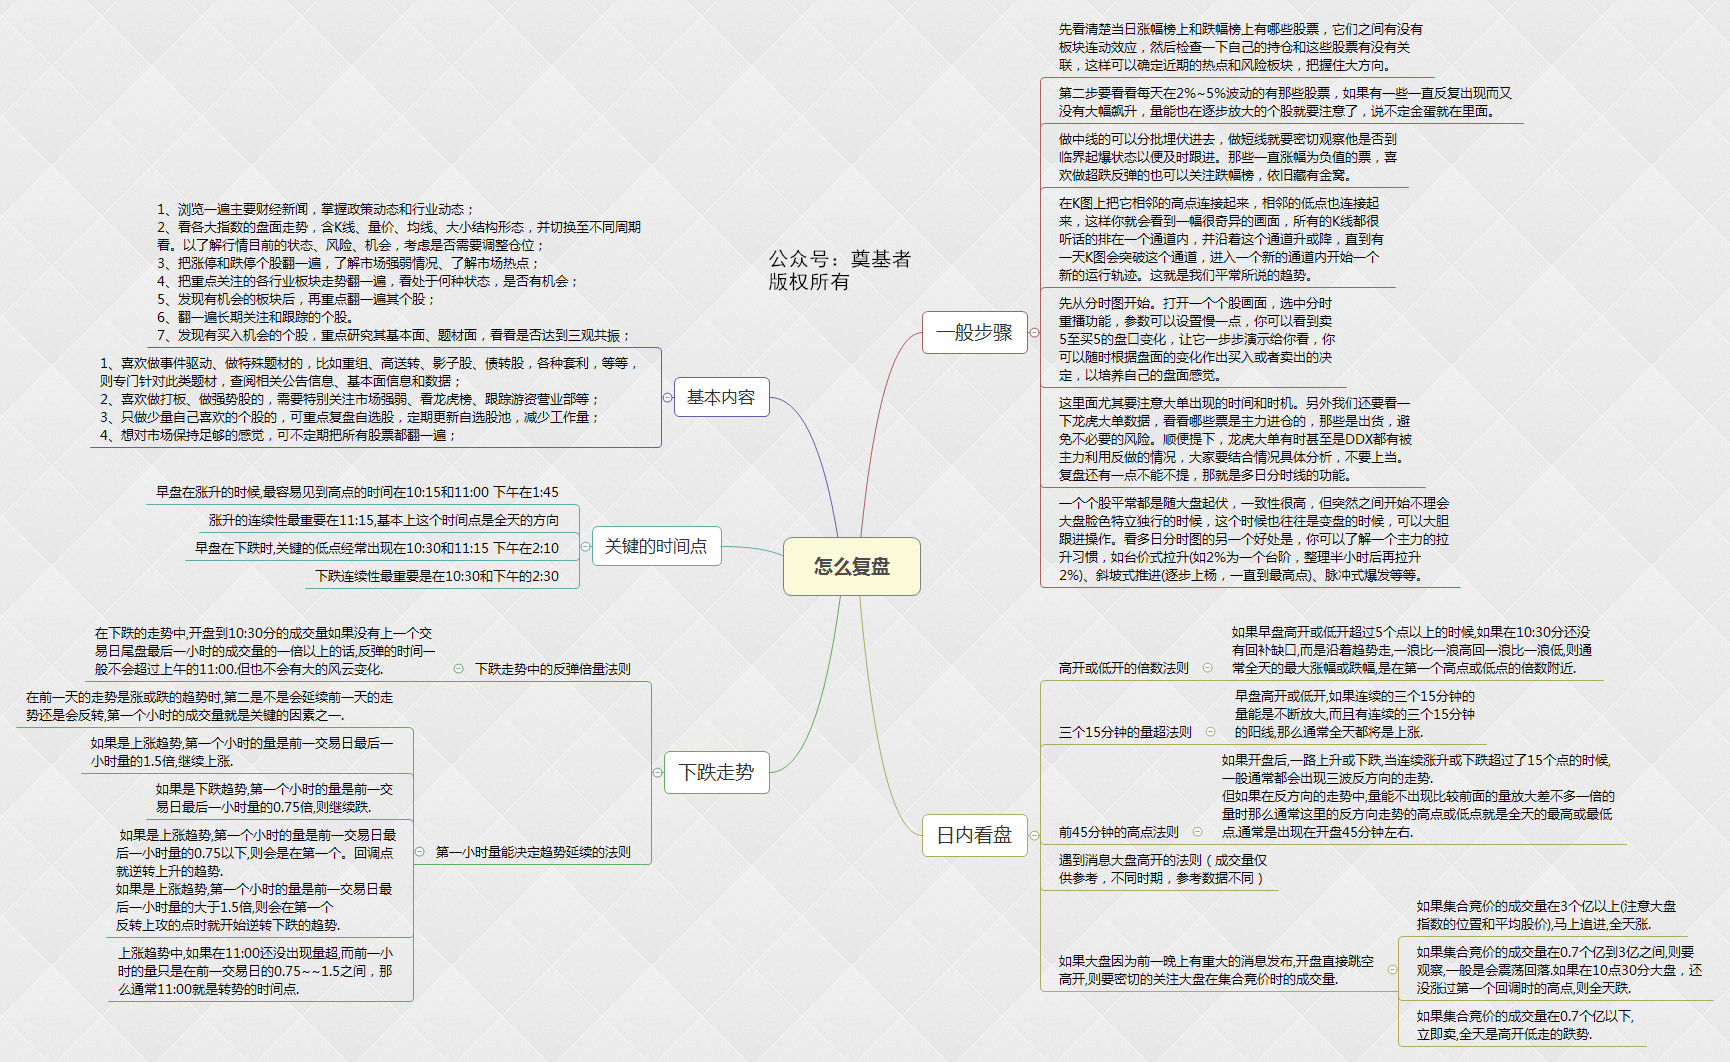 公众号：奠基者
版权所有
怎么复盘
一般步骤
先看清楚当日涨幅榜上和跌幅榜上有哪些股票，它们之间有没有
板块连动效应，然后检查一下自己的持仓和这些股票有没有关
联，这样可以确定近期的热点和风险板块，把握住大方向。
第二步要看看每天在2%~5%波动的有那些股票，如果有一些一直反复出现而又
没有大幅飙升，量能也在逐步放大的个股就要注意了，说不定金蛋就在里面。
做中线的可以分批埋伏进去，做短线就要密切观察他是否到
临界起爆状态以便及时跟进。那些一直涨幅为负值的票，喜
欢做超跌反弹的也可以关注跌幅榜，依旧藏有金窝。
在K图上把它相邻的高点连接起来，相邻的低点也连接起
来，这样你就会看到一幅很奇异的画面，所有的K线都很
听话的排在一个通道内，并沿着这个通道升或降，直到有
一天K图会突破这个通道，进入一个新的通道内开始一个
新的运行轨迹。这就是我们平常所说的趋势。
先从分时图开始。打开一个个股画面，选中分时
重播功能，参数可以设置慢一点，你可以看到卖
5至买5的盘口变化，让它一步步演示给你看，你
可以随时根据盘面的变化作出买入或者卖出的决
定，以培养自己的盘面感觉。
这里面尤其要注意大单出现的时间和时机。另外我们还要看一
下龙虎大单数据，看看哪些票是主力进仓的，那些是出货，避
免不必要的风险。顺便提下，龙虎大单有时甚至是DDX都有被
主力利用反做的情况，大家要结合情况具体分析，不要上当。
复盘还有一点不能不提，那就是多日分时线的功能。
一个个股平常都是随大盘起伏，一致性很高，但突然之间开始不理会
大盘脸色特立独行的时候，这个时候也往往是变盘的时候，可以大胆
跟进操作。看多日分时图的另一个好处是，你可以了解一个主力的拉
升习惯，如台价式拉升(如2%为一个台阶，整理半小时后再拉升
2%)、斜坡式推进(逐步上杨，一直到最高点)、脉冲式爆发等等。
基本内容
1、浏览一遍主要财经新闻，掌握政策动态和行业动态；
2、看各大指数的盘面走势，含K线、量价、均线、大小结构形态，并切换至不同周期
看。以了解行情目前的状态、风险、机会，考虑是否需要调整仓位；
3、把涨停和跌停个股翻一遍，了解市场强弱情况、了解市场热点；
4、把重点关注的各行业板块走势翻一遍，看处于何种状态，是否有机会；
5、发现有机会的板块后，再重点翻一遍其个股；
6、翻一遍长期关注和跟踪的个股。
7、发现有买入机会的个股，重点研究其基本面、题材面，看看是否达到三观共振；
1、喜欢做事件驱动、做特殊题材的，比如重组、高送转、影子股、债转股，各种套利，等等，
则专门针对此类题材，查阅相关公告信息、基本面信息和数据；
2、喜欢做打板、做强势股的，需要特别关注市场强弱、看龙虎榜、跟踪游资营业部等；
3、只做少量自己喜欢的个股的，可重点复盘自选股，定期更新自选股池，减少工作量；
4、想对市场保持足够的感觉，可不定期把所有股票都翻一遍；
关键的时间点
早盘在涨升的时候,最容易见到高点的时间在10:15和11:00 下午在1:45
涨升的连续性最重要在11:15,基本上这个时间点是全天的方向
早盘在下跌时,关键的低点经常出现在10:30和11:15 下午在2:10
下跌连续性最重要是在10:30和下午的2:30
下跌走势
下跌走势中的反弹倍量法则
在下跌的走势中,开盘到10:30分的成交量如果没有上一个交
易日尾盘最后一小时的成交量的一倍以上的话,反弹的时间一
般不会超过上午的11:00.但也不会有大的风云变化.
第一小时量能决定趋势延续的法则
在前一天的走势是涨或跌的趋势时,第二是不是会延续前一天的走
势还是会反转,第一个小时的成交量就是关键的因素之一.
如果是上涨趋势,第一个小时的量是前一交易日最后一
小时量的1.5倍,继续上涨.
如果是下跌趋势,第一个小时的量是前一交
易日最后一小时量的0.75倍,则继续跌.
如果是上涨趋势,第一个小时的量是前一交易日最
后一小时量的0.75以下,则会是在第一个。回调点
就逆转上升的趋势.
如果是上涨趋势,第一个小时的量是前一交易日最
后一小时量的大于1.5倍,则会在第一个
反转上攻的点时就开始逆转下跌的趋势.
上涨趋势中,如果在11:00还没出现量超,而前一小
时的量只是在前一交易日的0.75~~1.5之间，那
么通常11:00就是转势的时间点.
日内看盘
高开或低开的倍数法则
如果早盘高开或低开超过5个点以上的时候,如果在10:30分还没
有回补缺口,而是沿着趋势走,一浪比一浪高回一浪比一浪低,则通
常全天的最大涨幅或跌幅,是在第一个高点或低点的倍数附近.
三个15分钟的量超法则
早盘高开或低开,如果连续的三个15分钟的
量能是不断放大,而且有连续的三个15分钟
的阳线,那么通常全天都将是上涨.
前45分钟的高点法则
如果开盘后,一路上升或下跌,当连续涨升或下跌超过了15个点的时候,
一般通常都会出现三波反方向的走势.
但如果在反方向的走势中,量能不出现比较前面的量放大差不多一倍的
量时那么通常这里的反方向走势的高点或低点就是全天的最高或最低
点.通常是出现在开盘45分钟左右.
遇到消息大盘高开的法则（成交量仅
供参考，不同时期，参考数据不同）
如果大盘因为前一晚上有重大的消息发布,开盘直接跳空
高开,则要密切的关注大盘在集合竞价时的成交量.
如果集合竞价的成交量在3个亿以上(注意大盘
指数的位置和平均股价),马上追进,全天涨.
如果集合竞价的成交量在0.7个亿到3亿之间,则要
观察,一般是会震荡回落.如果在10点30分大盘，还
没涨过第一个回调时的高点,则全天跌.
如果集合竞价的成交量在0.7个亿以下,
立即卖,全天是高开低走的跌势.